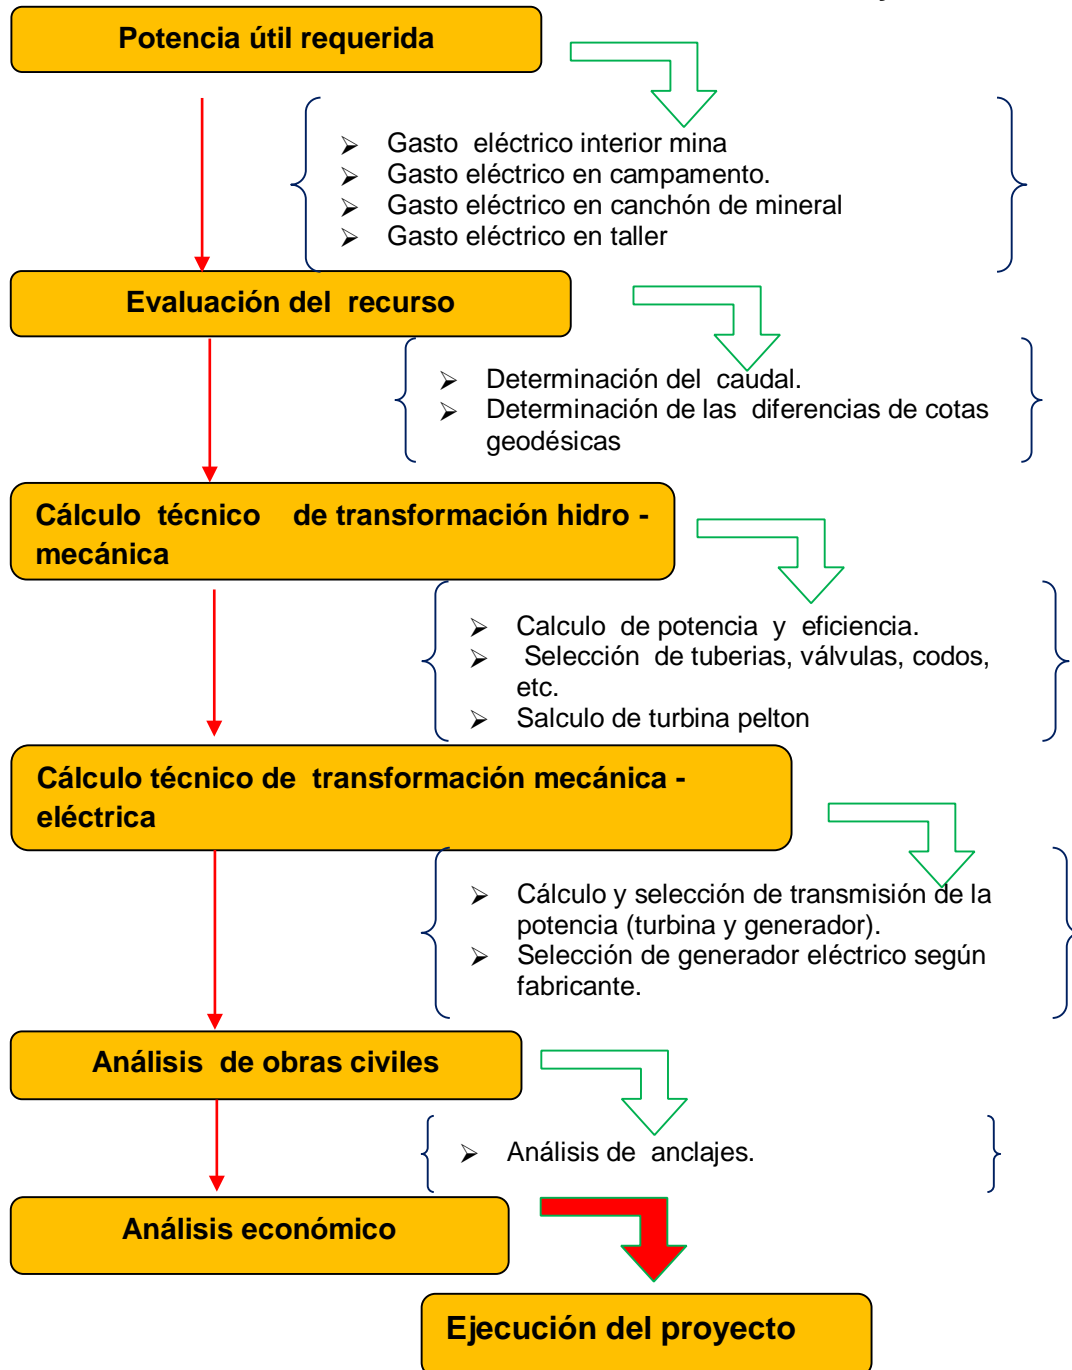 Potencia útil requerida
➢ Gasto eléctrico interior mina
➢ Gasto eléctrico en campamento.
➢ Gasto eléctrico en canchón de mineral
➢ Gasto eléctrico en taller
Evaluación del recurso
➢ Determinación del caudal.
➢ Determinación de las diferencias de cotas
geodésicas
Cálculo técnico de transformación hidro -
mecánica
➢ Calculo de potencia y eficiencia.
➢ Selección de tuberias, válvulas, codos,
etc.
➢ Salculo de turbina pelton
Cálculo técnico de transformación mecánica -
eléctrica
➢ Cálculo y selección de transmisión de la
potencia (turbina y generador).
➢ Selección de generador eléctrico según
fabricante.
Análisis de obras civiles
➢ Análisis de anclajes.
Análisis económico
Ejecución del proyecto